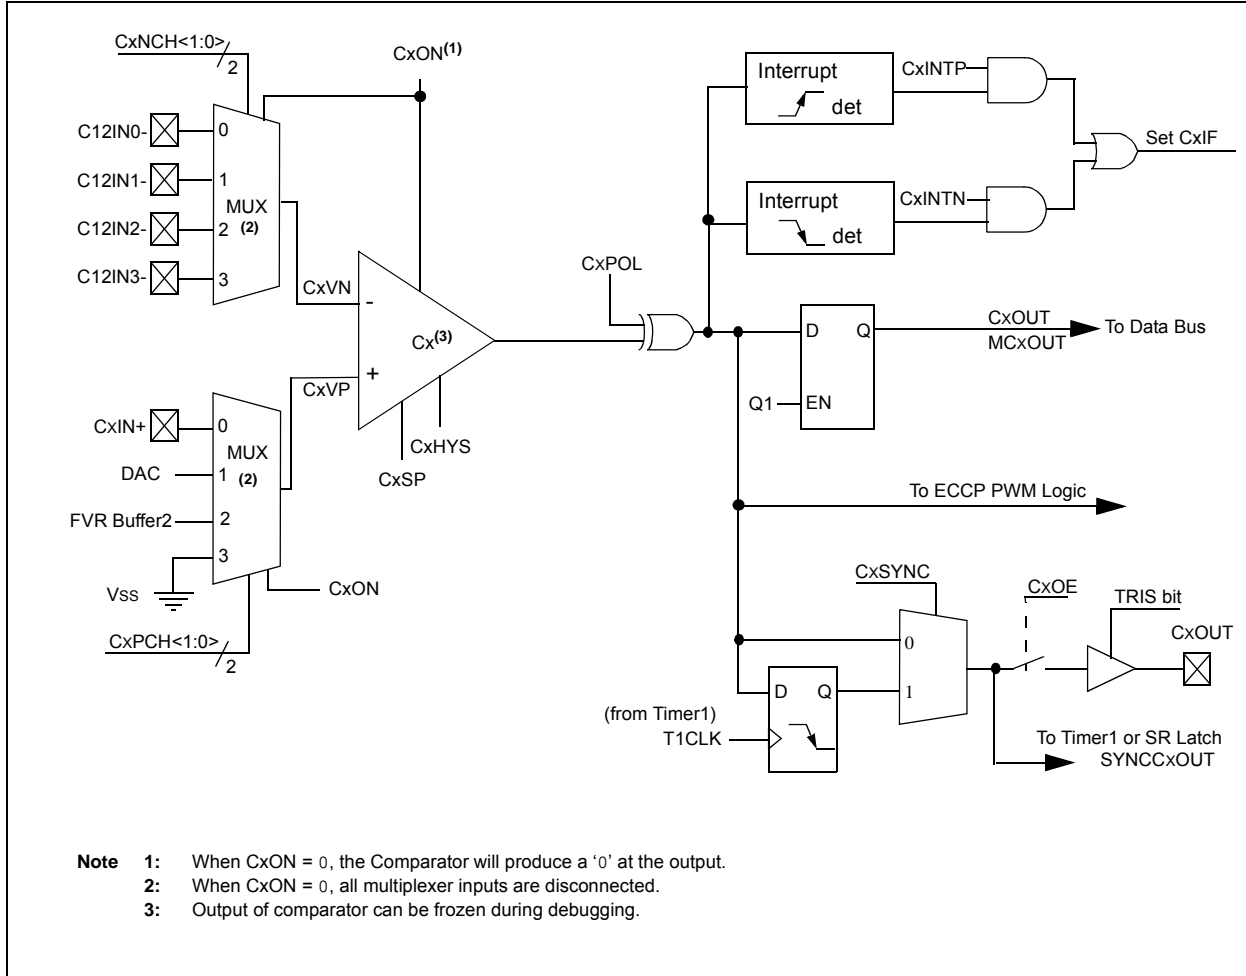 CxNCH<1:0>
2
CxON(1)
C12IN0-
0
C12IN1-
1
MUX
(2)
C12IN2-
2
C12IN3-
3
CxVN
-
Cx(3)
+
CxVP
CxHYS
CxSP
CxIN+
0
MUX
(2)
DAC
1
FVR Buffer2
2
3
Vss
CxON
CxPCH<1:0>
2
CxPOL
Interrupt
det
CxINTP
Interrupt
det
CxINTN
Set CxIF
D
Q
Q1
EN
CxOUT
MCxOUT
To Data Bus
To ECCP PWM Logic
CxSYNC
0
1
D
Q
(from Timer1)
T1CLK
CxOE
TRIS bit
CxOUT
To Timer1 or SR Latch
SYNCCxOUT
Note 1: When CxON = 0, the Comparator will produce a ‘0’ at the output.
2: When CxON = 0, all multiplexer inputs are disconnected.
3: Output of comparator can be frozen during debugging.